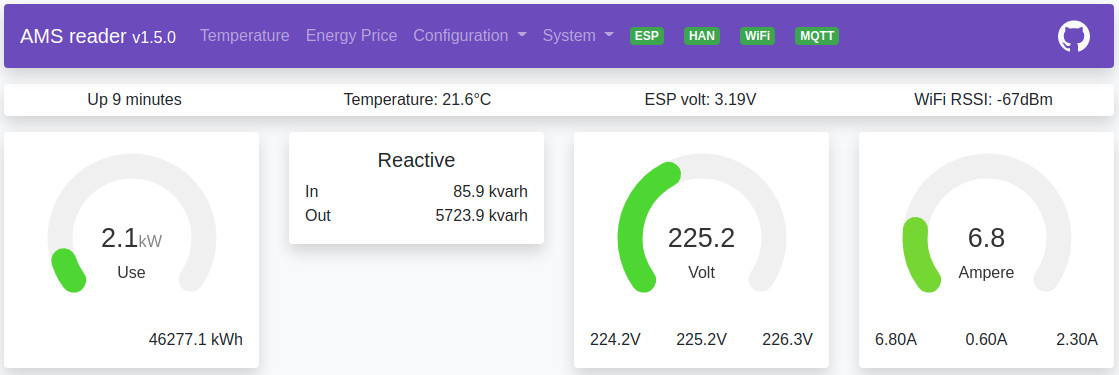 AMS reader v1.5.0 Temperature Energy Price Configuration System ESP HAN WiFi MQTT
Up 9 minutes Temperature: 21.6°C ESP volt: 3.19V WiFi RSSI: -67dBm
2.1kW
Use
46277.1 kWh
Reactive
In 85.9 kvarh
Out 5723.9 kvarh
225.2
Volt
224.2V 225.2V 226.3V
6.8
Ampere
6.80A 0.60A 2.30A